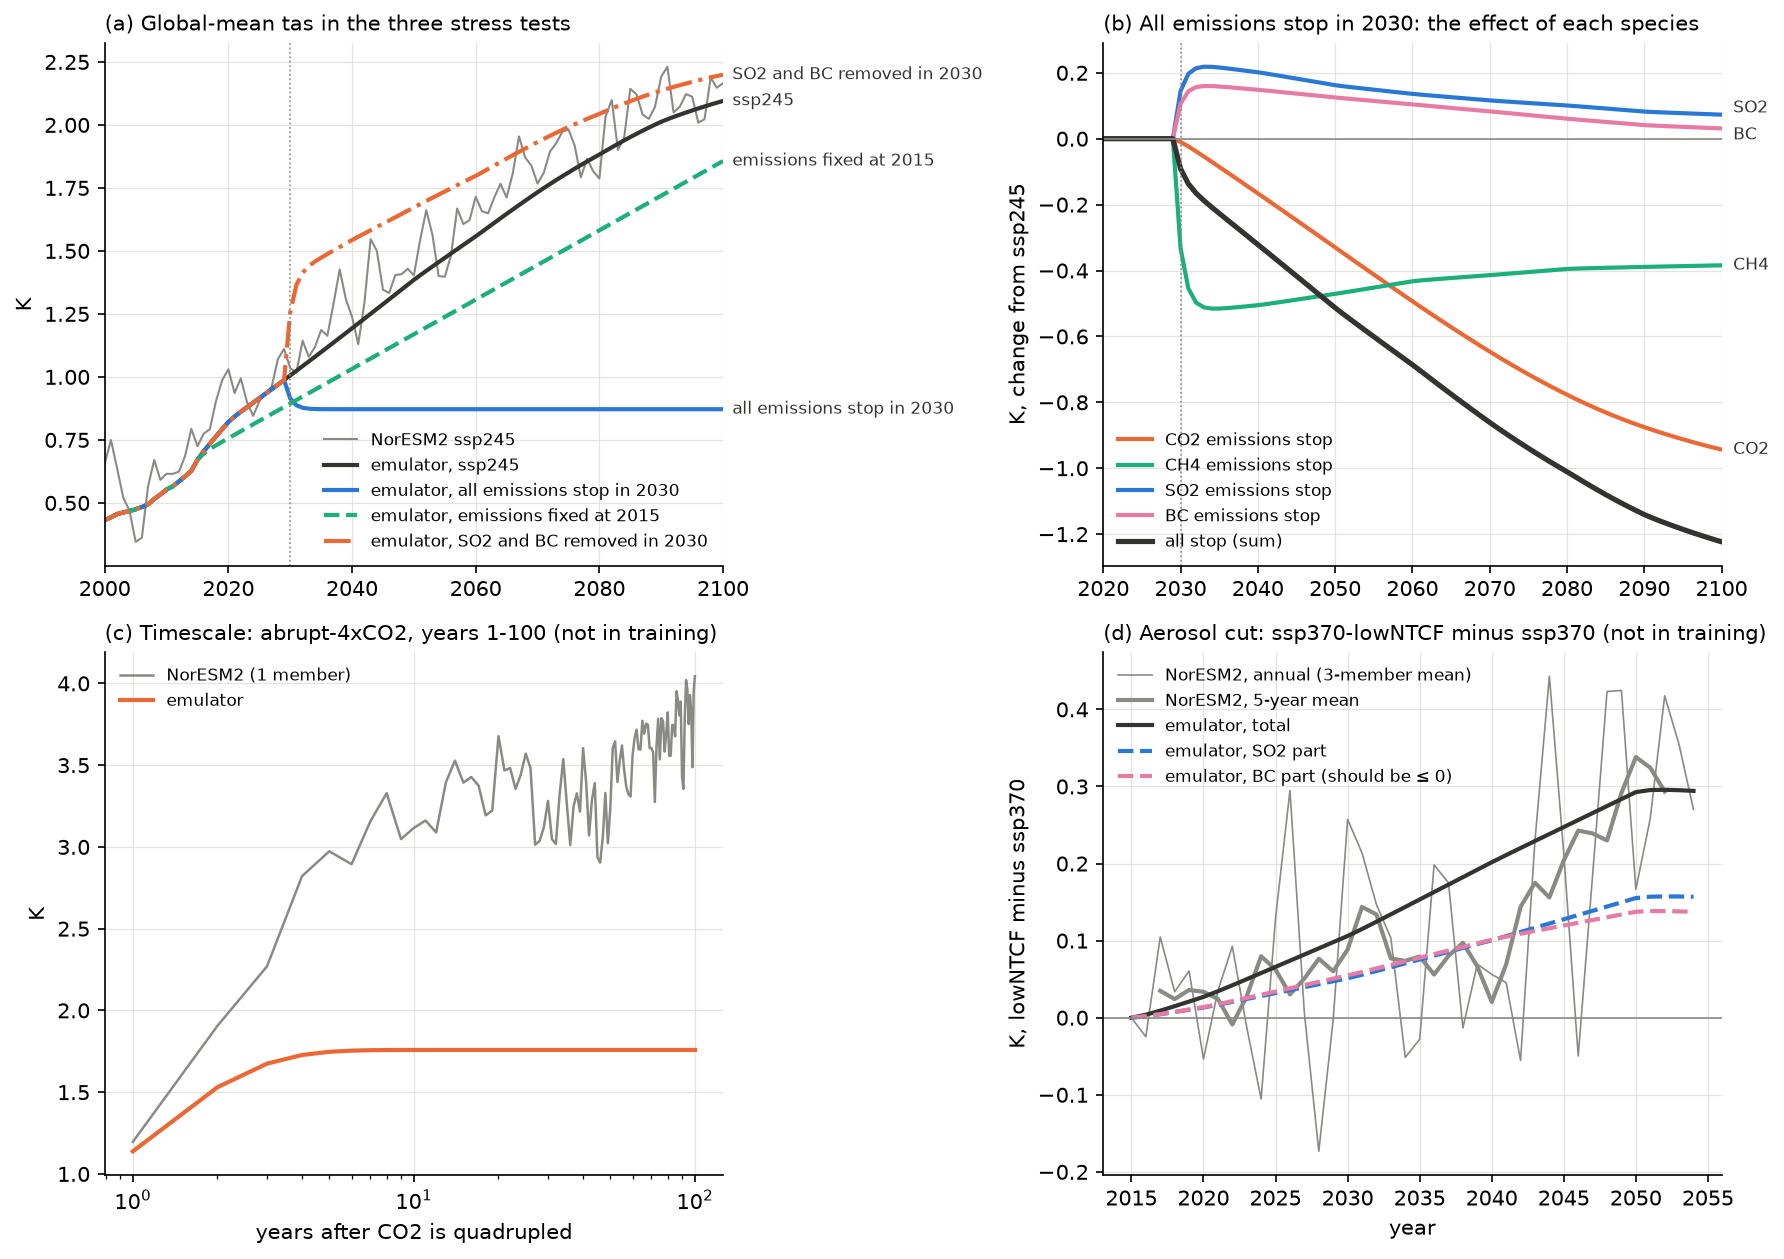 (a) Global-mean tas in the three stress tests
K
2.25
2.00
1.75
1.50
1.25
1.00
0.75
0.50
2000 2020 2040 2060 2080 2100
SO2 and BC removed in 2030
ssp245
emissions fixed at 2015
all emissions stop in 2030
NorESM2 ssp245
emulator, ssp245
emulator, all emissions stop in 2030
emulator, emissions fixed at 2015
emulator, SO2 and BC removed in 2030
(b) All emissions stop in 2030: the effect of each species
K, change from ssp245
0.2
0.0
−0.2
−0.4
−0.6
−0.8
−1.0
−1.2
2020 2030 2040 2050 2060 2070 2080 2090 2100
SO2
BC
CH4
CO2
CO2 emissions stop
CH4 emissions stop
SO2 emissions stop
BC emissions stop
all stop (sum)
(c) Timescale: abrupt-4xCO2, years 1-100 (not in training)
K
4.0
3.5
3.0
2.5
2.0
1.5
1.0
10⁰ 10¹ 10²
years after CO2 is quadrupled
NorESM2 (1 member)
emulator
(d) Aerosol cut: ssp370-lowNTCF minus ssp370 (not in training)
K, lowNTCF minus ssp370
0.4
0.3
0.2
0.1
0.0
−0.1
−0.2
2015 2020 2025 2030 2035 2040 2045 2050 2055
year
NorESM2, annual (3-member mean)
NorESM2, 5-year mean
emulator, total
emulator, SO2 part
emulator, BC part (should be ≤ 0)